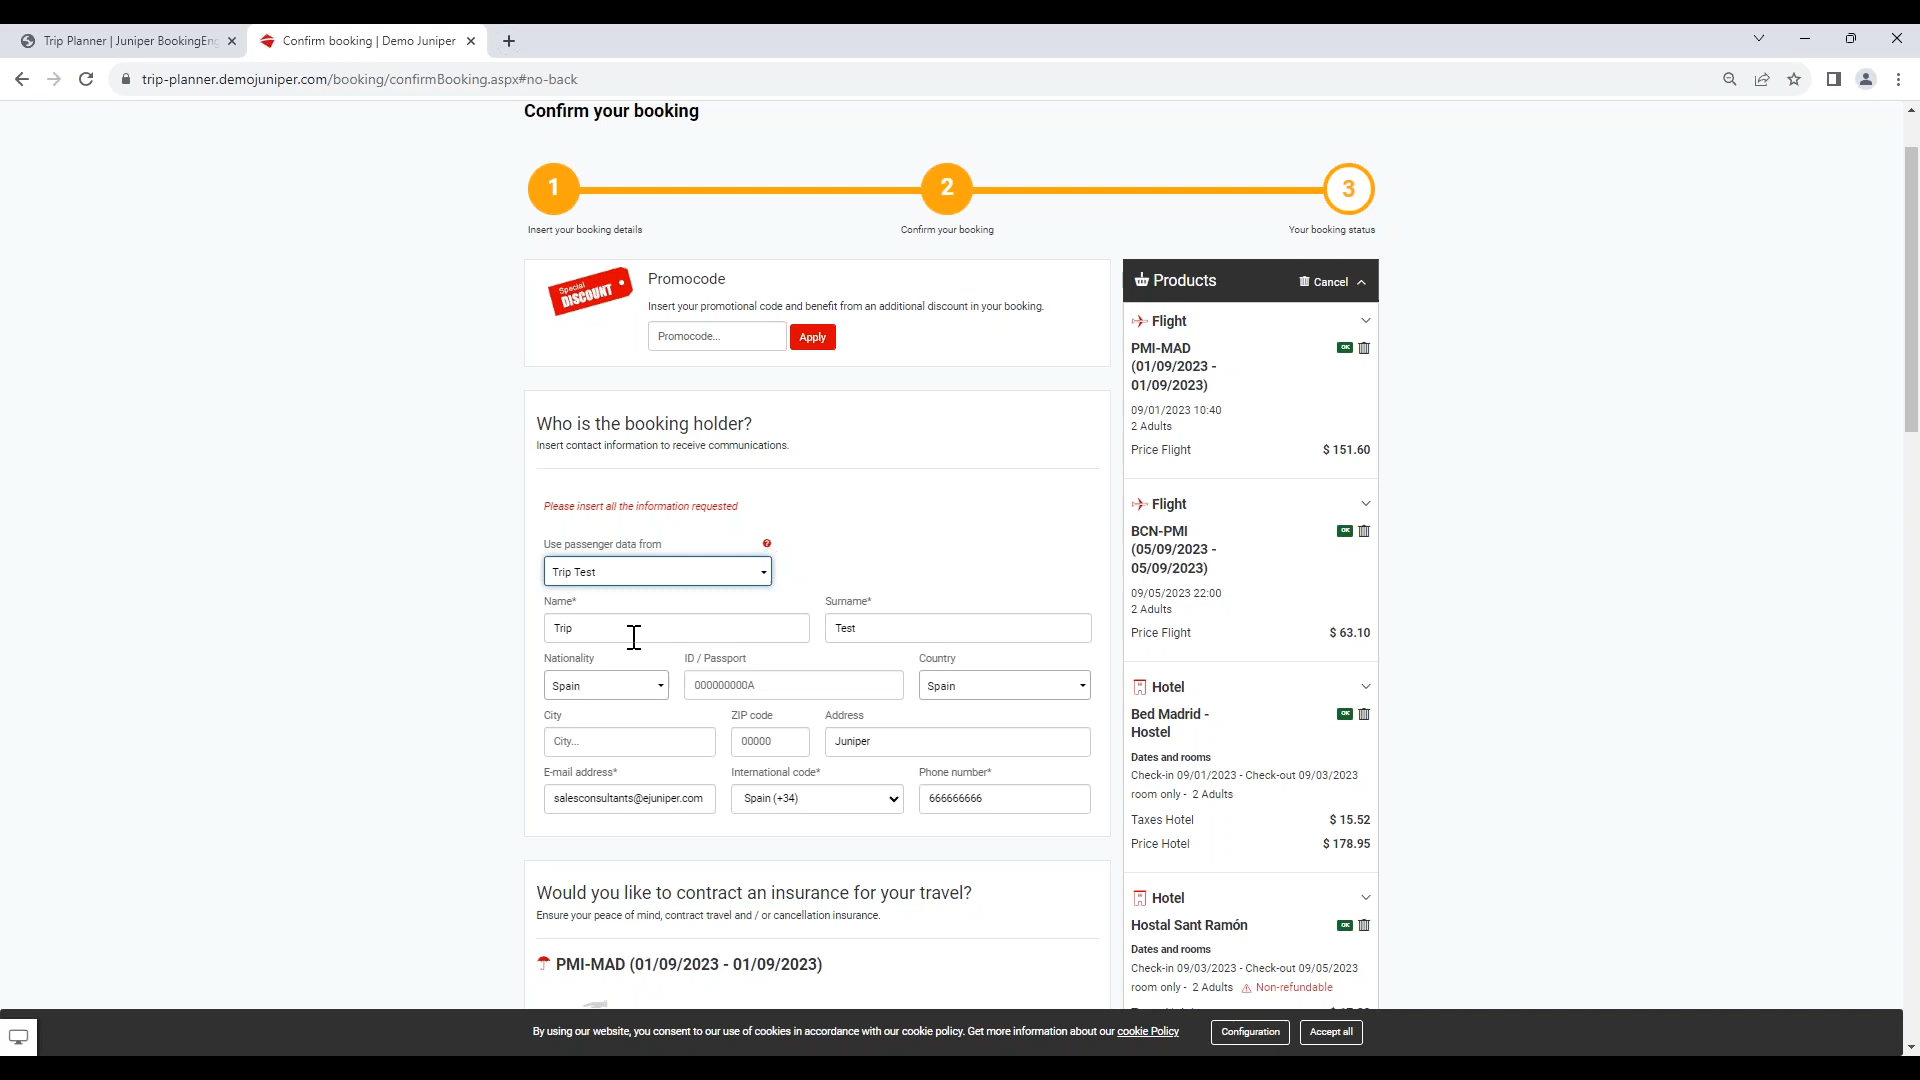 Trip Planner | Juniper BookingEng
Confirm booking | Demo Juniper
trip-planner.demojuniper.com/booking/confirmBooking.aspx#no-back
Confirm your booking
1
2
3
Insert your booking details
Confirm your booking
Your booking status
Special
DISCOUNT
Promocode
Insert your promotional code and benefit from an additional discount in your booking.
Promocode...
Apply
Who is the booking holder?
Insert contact information to receive communications.
Please insert all the information requested
Use passenger data from
?
Trip Test
Name*
Surname*
Trip
Test
Nationality
ID / Passport
Country
Spain
000000000A
Spain
City
ZIP code
Address
City...
00000
Juniper
E-mail address*
International code*
Phone number*
salesconsultants@ejuniper.com
Spain (+34)
666666666
Would you like to contract an insurance for your travel?
Ensure your peace of mind, contract travel and / or cancellation insurance.
PMI-MAD (01/09/2023 - 01/09/2023)
Products
Cancel
Flight
PMI-MAD
OK
(01/09/2023 -
01/09/2023)
09/01/2023 10:40
2 Adults
Price Flight
$ 151.60
Flight
BCN-PMI
OK
(05/09/2023 -
05/09/2023)
09/05/2023 22:00
2 Adults
Price Flight
$ 63.10
Hotel
Bed Madrid -
OK
Hostel
Dates and rooms
Check-in 09/01/2023 - Check-out 09/03/2023
room only - 2 Adults
Taxes Hotel
$ 15.52
Price Hotel
$ 178.95
Hotel
Hostal Sant Ramón
OK
Dates and rooms
Check-in 09/03/2023 - Check-out 09/05/2023
room only - 2 Adults
Non-refundable
By using our website, you consent to our use of cookies in accordance with our cookie policy. Get more information about our cookie Policy
Configuration
Accept all